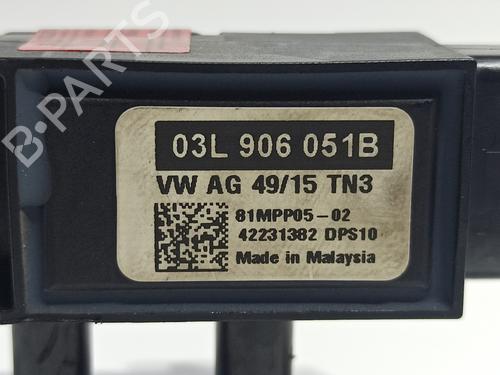 B-PARTS
03L 906 051B
VW AG 49/15 TN3
81MPP05-02
42231382 DPS10
Made in Malaysia